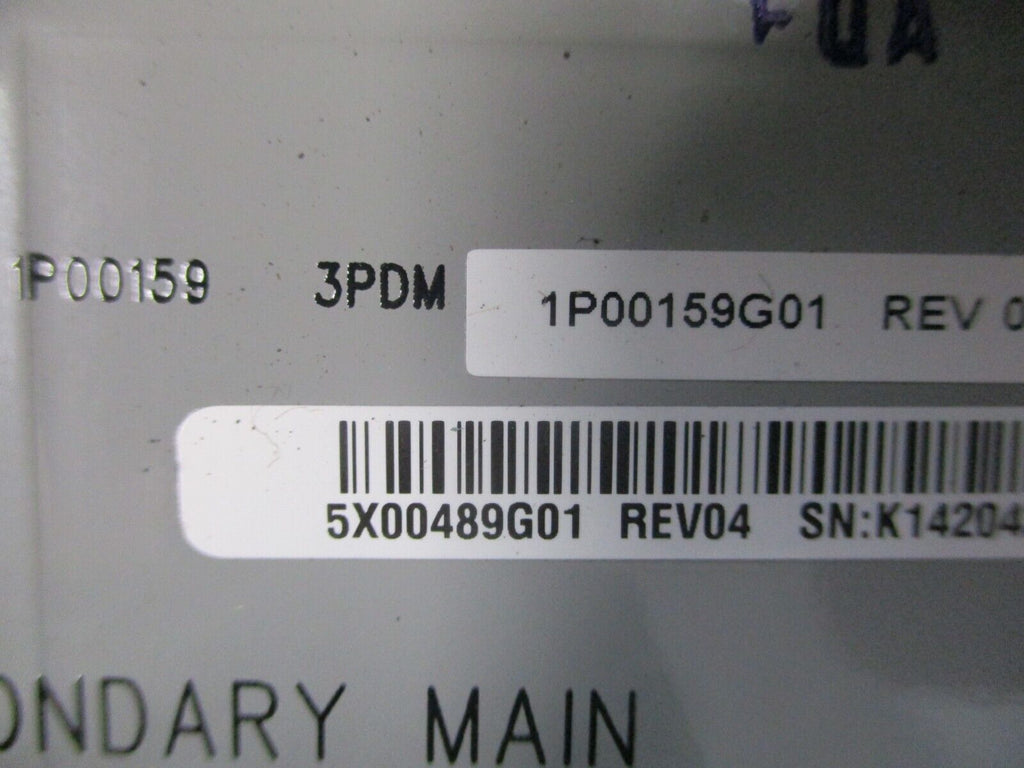 FQA
1P00159 3PDM 1P00159G01 REV 0
5X00489G01 REV04 SN:K14204
ONDARY MAIN